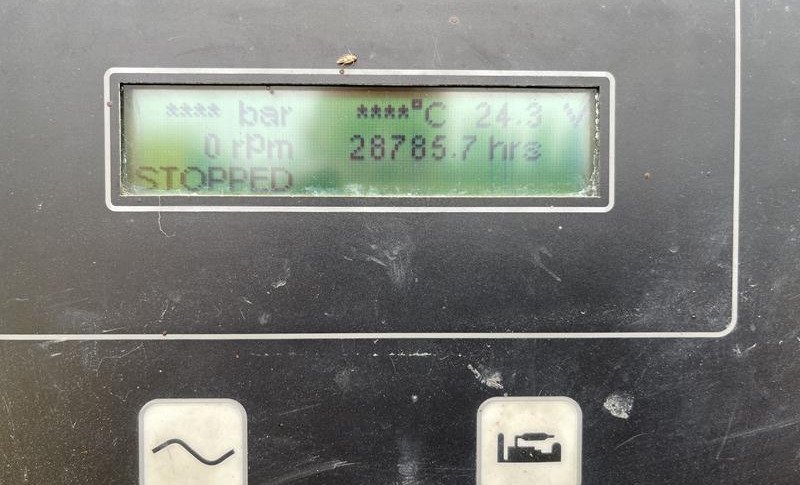 **** bar ****°C 24.3 V
0 rpm 28785.7 hrs
STOPPED